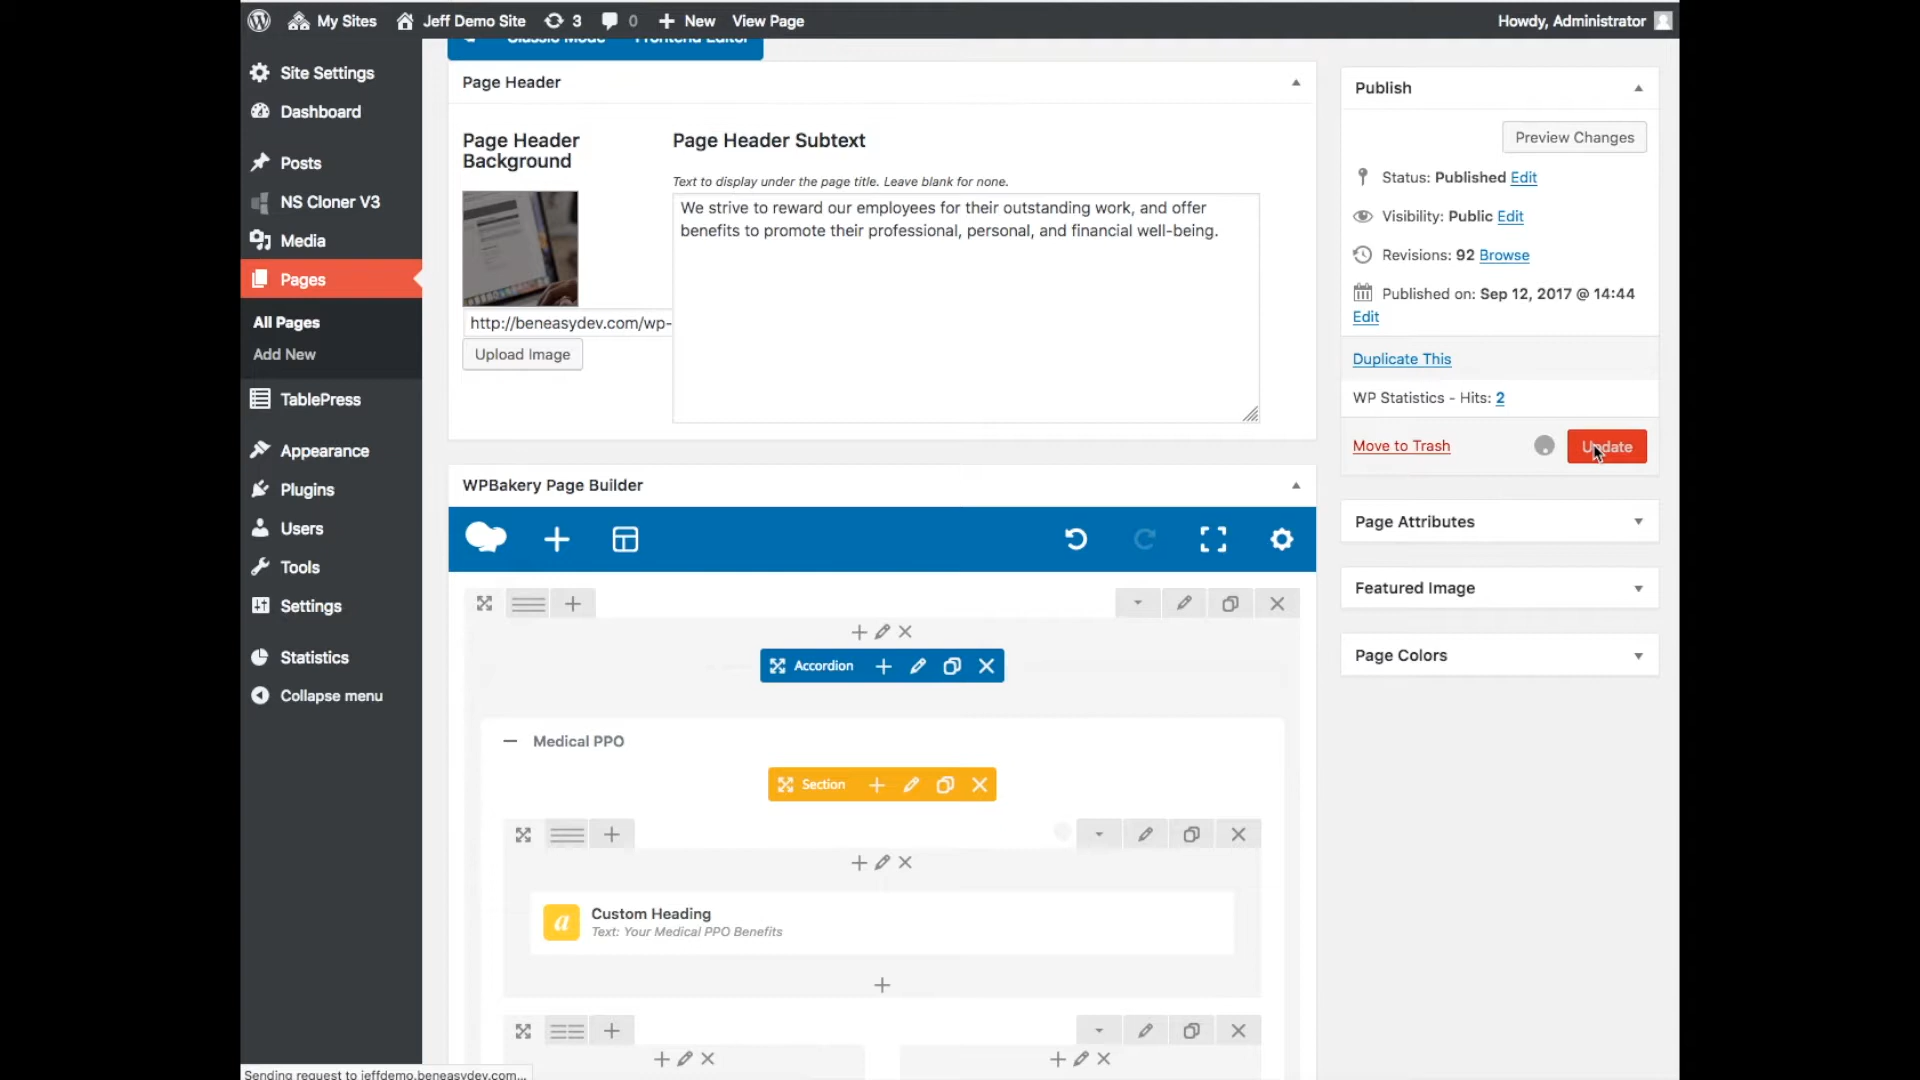 My Sites
Jeff Demo Site
3
0
New
View Page
Howdy, Administrator
Site Settings
Dashboard
Posts
NS Cloner V3
Media
Pages
All Pages
Add New
TablePress
Appearance
Plugins
Users
Tools
Settings
Statistics
Collapse menu
Classic Mode
Frontend Editor
Page Header
Page Header
Background
http://beneasydev.com/wp-
Upload Image
Page Header Subtext
Text to display under the page title. Leave blank for none.
We strive to reward our employees for their outstanding work, and offer
benefits to promote their professional, personal, and financial well-being.
WPBakery Page Builder
Accordion
Medical PPO
Section
Custom Heading
Text: Your Medical PPO Benefits
Publish
Preview Changes
Status: Published Edit
Visibility: Public Edit
Revisions: 92 Browse
Published on: Sep 12, 2017 @ 14:44
Edit
Duplicate This
WP Statistics - Hits: 2
Move to Trash
Update
Page Attributes
Featured Image
Page Colors
Sending request to jeffdemo.beneasydev.com...